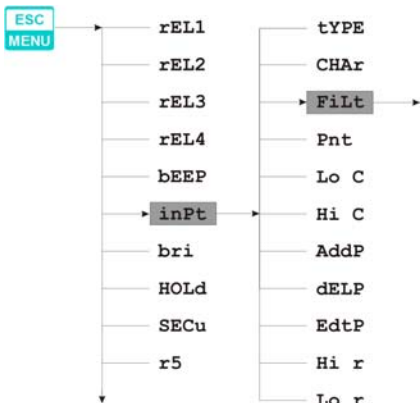 ESC
MENU
rEL1
rEL2
rEL3
rEL4
bEEP
inPt
bri
HOLd
SECu
r5
tYPE
CHAr
FiLt
Pnt
Lo C
Hi C
AddP
dELP
EdtP
Hi r
Lo r